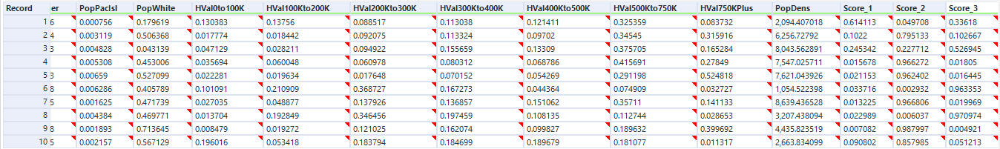 Record er PopPacIsl PopWhite HVal0to100K HVal100Kto200K HVal200Kto300K HVal300Kto400K HVal400Kto500K HVal500Kto750K HVal750KPlus PopDens Score_1 Score_2 Score_3
1 6 0.000756 0.179619 0.130383 0.13756 0.088517 0.113038 0.121411 0.325359 0.083732 2,094.407018 0.614113 0.049708 0.33618
2 4 0.003119 0.506368 0.017774 0.018442 0.092075 0.113324 0.09702 0.34545 0.315916 6,256.72792 0.1022 0.795133 0.102667
3 3 0.004828 0.043139 0.047129 0.028211 0.094922 0.155659 0.13309 0.375705 0.165284 8,043.562891 0.245342 0.227712 0.526945
4 0.005308 0.453006 0.035694 0.060048 0.060978 0.080312 0.068786 0.415691 0.27849 7,547.025711 0.015678 0.966272 0.01805
5 3 0.00659 0.527099 0.022281 0.019634 0.017648 0.070152 0.054269 0.291198 0.524818 7,621.043926 0.021153 0.962402 0.016445
6 8 0.006286 0.405789 0.101091 0.210909 0.368727 0.167273 0.044364 0.074909 0.032727 1,054.522398 0.033716 0.002932 0.963353
7 5 0.001625 0.471739 0.027035 0.048877 0.137926 0.136857 0.151062 0.35711 0.141133 8,639.436528 0.013225 0.966806 0.019969
8 0.004384 0.469771 0.013704 0.192849 0.346456 0.197459 0.108135 0.112744 0.028653 3,207.438094 0.022989 0.006037 0.970974
9 8 0.001893 0.713645 0.008479 0.019272 0.121025 0.162074 0.099827 0.189632 0.399692 4,435.823519 0.007082 0.987997 0.004921
10 5 0.002157 0.567129 0.196016 0.053418 0.183794 0.184699 0.189679 0.181077 0.011317 2,663.834099 0.090802 0.857985 0.051213